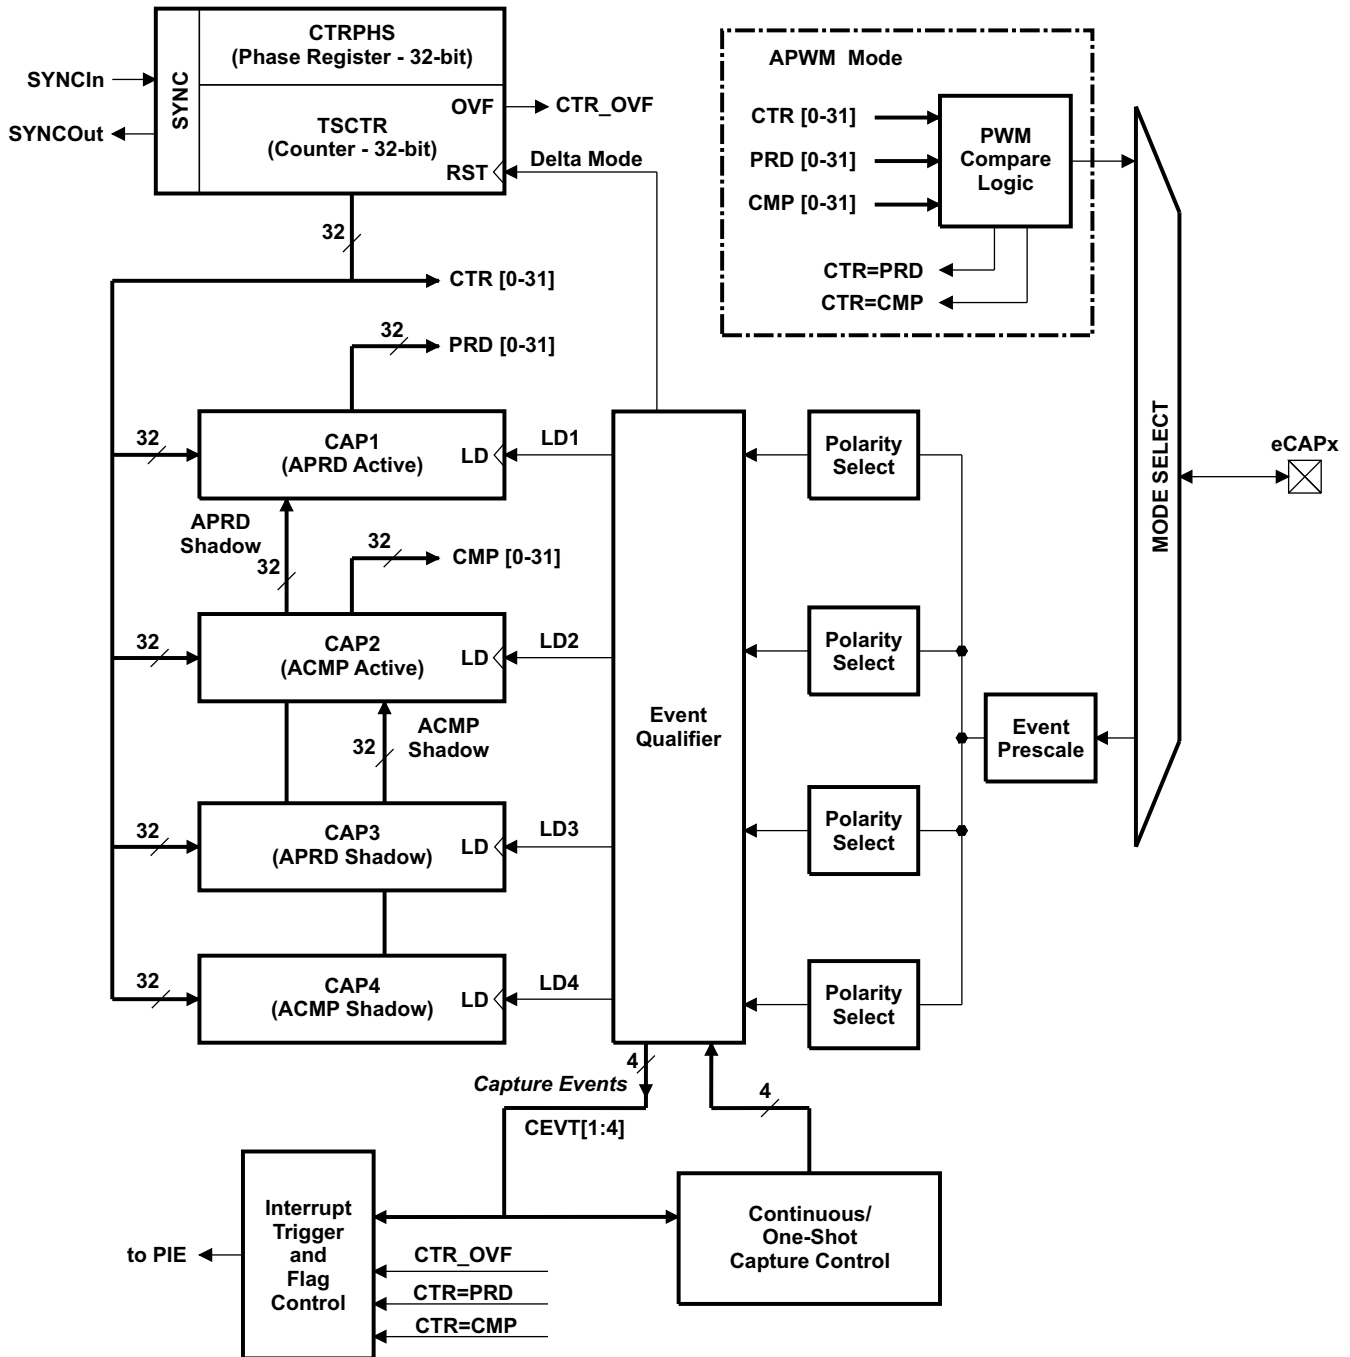 CTRPHS
(Phase Register - 32-bit)
SYNC
SYNCIn
SYNCOut
OVF
CTR_OVF
TSCTR
(Counter - 32-bit)
RST
Delta Mode
32
CTR [0-31]
32
PRD [0-31]
APWM Mode
CTR [0-31]
PRD [0-31]
CMP [0-31]
PWM
Compare
Logic
CTR=PRD
CTR=CMP
MODE SELECT
eCAPx
32
CAP1
(APRD Active)
LD
LD1
Polarity
Select
APRD
Shadow
32
32
CMP [0-31]
32
CAP2
(ACMP Active)
LD
LD2
Polarity
Select
Event
Qualifier
Event
Prescale
ACMP
Shadow
32
32
CAP3
(APRD Shadow)
LD
LD3
Polarity
Select
32
CAP4
(ACMP Shadow)
LD
LD4
Polarity
Select
4
Capture Events
CEVT[1:4]
4
Interrupt
Trigger
and
Flag
Control
to PIE
CTR_OVF
CTR=PRD
CTR=CMP
Continuous/
One-Shot
Capture Control